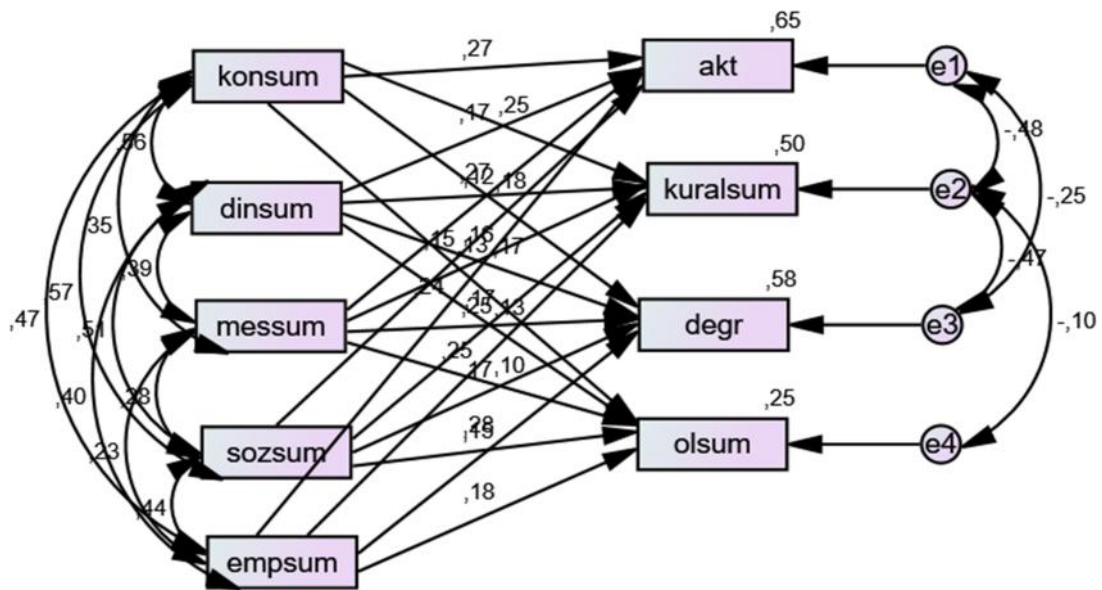 ,65
konsum
,27
akt
e1
,17
,25
-,48
,56
,50
dinsum
,27
,12
,18
kuralsum
e2
-,25
,35
,15
,16
,13
,17
-,47
,39
,24
,58
,57
,17
messum
,25
,13
degr
e3
,47
-,10
,51
,25
,17
,10
,40
,28
,25
sozsum
,28
olsum
e4
,23
,44
,18
empsum